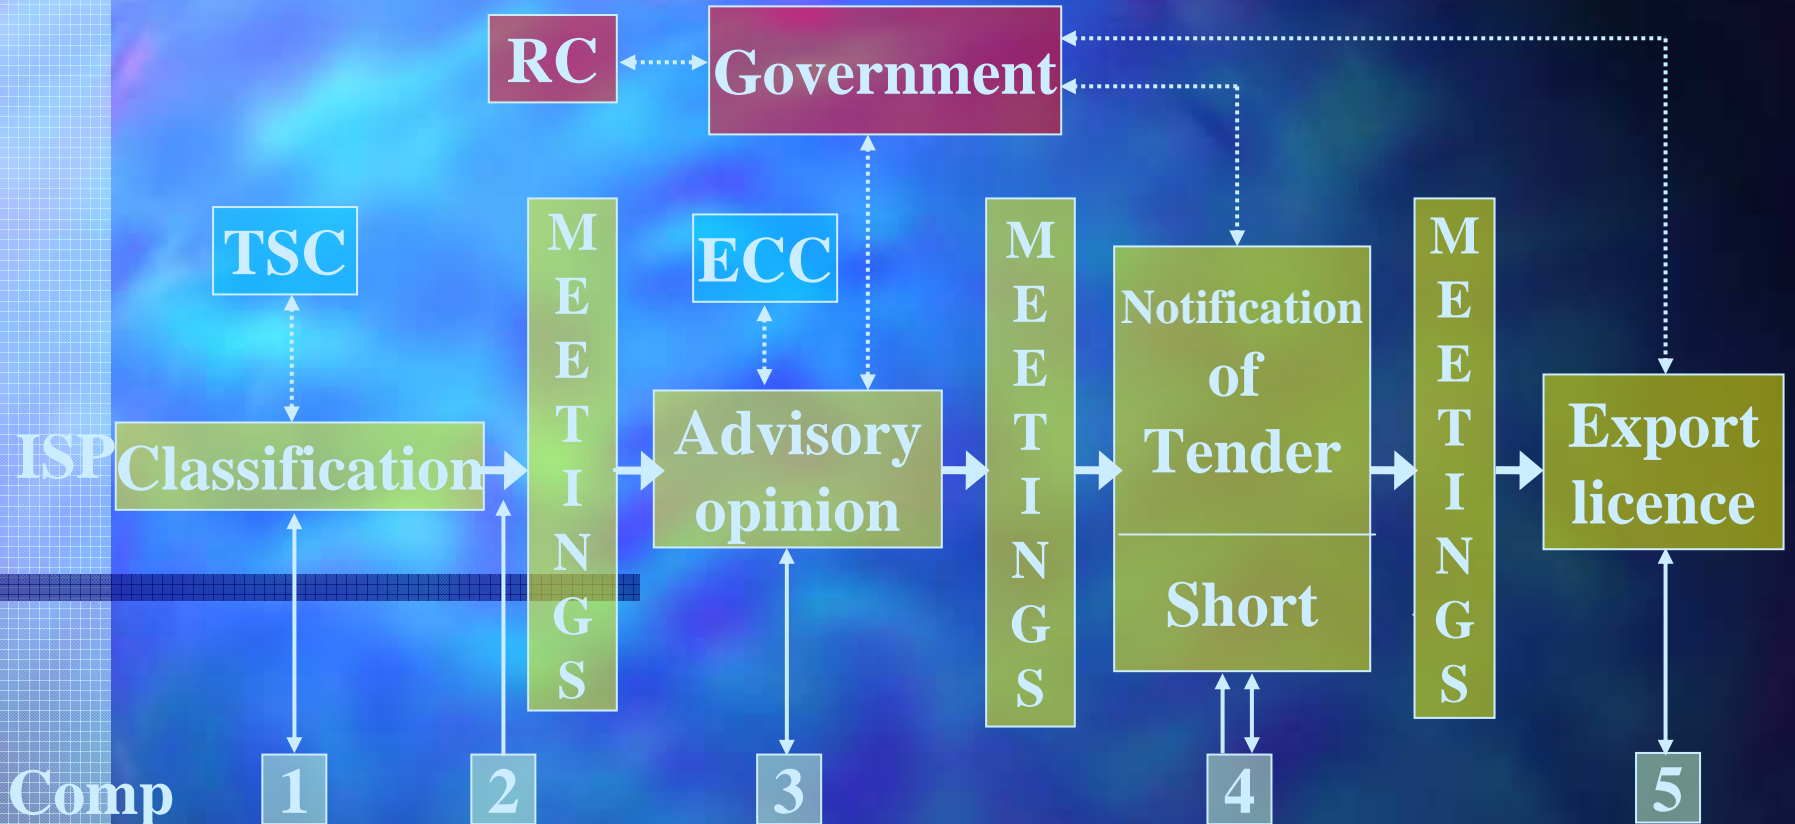 RC
Government
TSC
ECC
MEETINGS
MEETINGS
MEETINGS
ISP
Classification
Advisory
opinion
Notification
of
Tender
Short
Export
licence
Comp
1
2
3
4
5